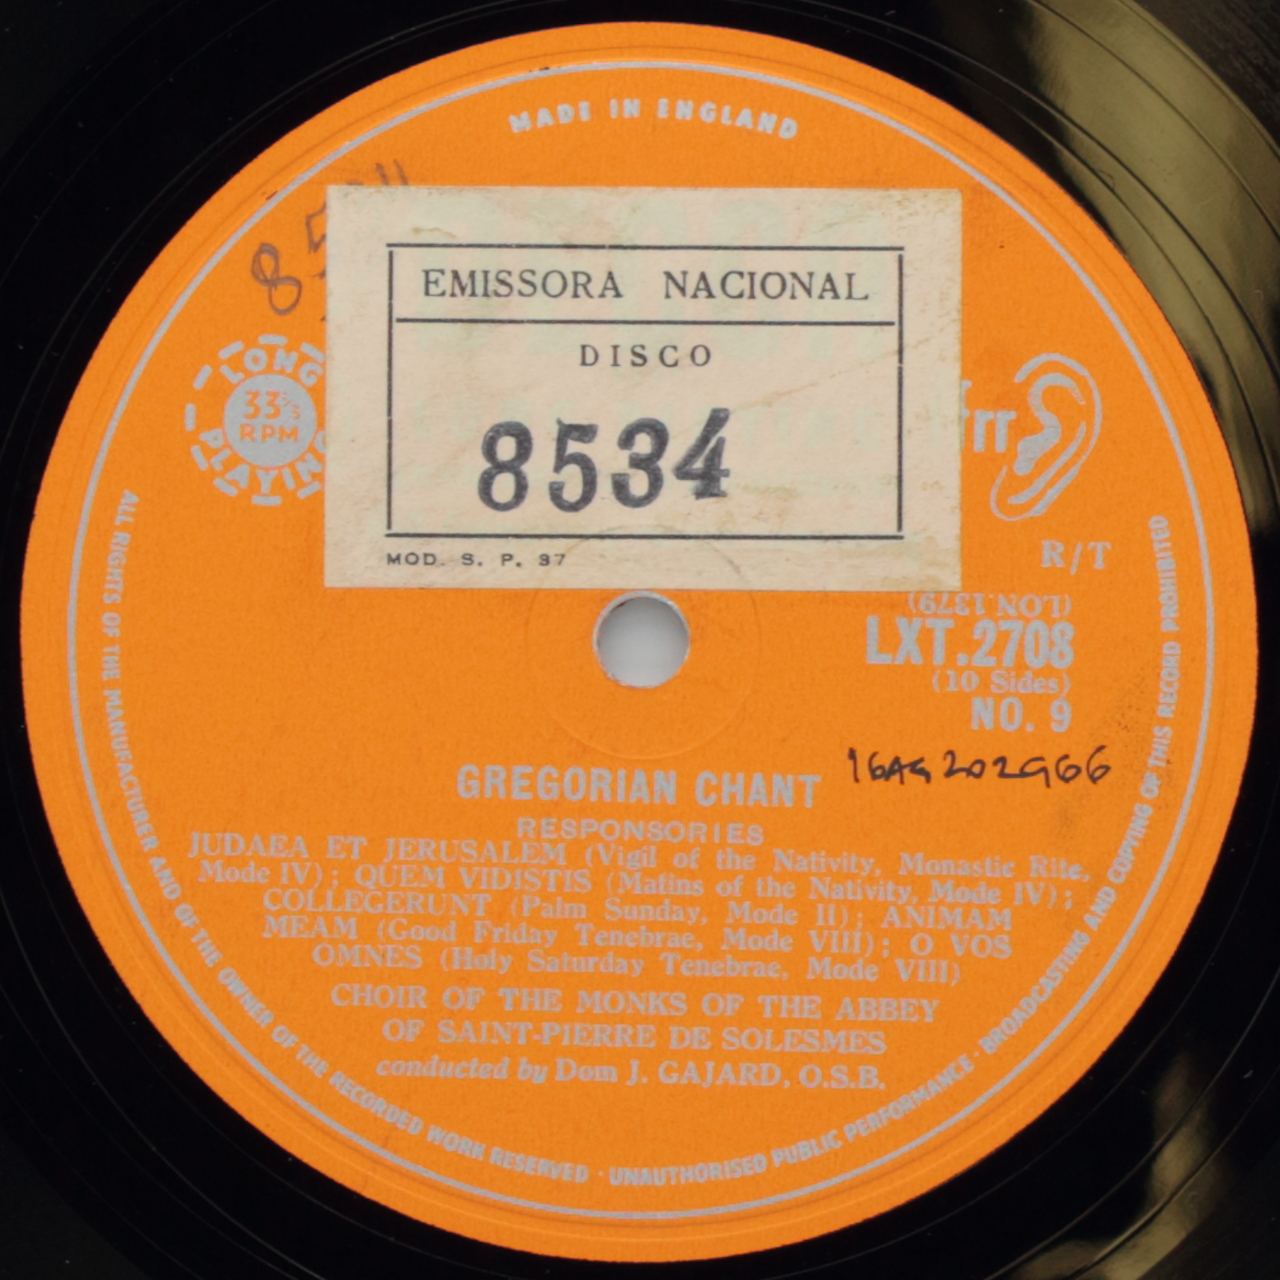 MADE IN ENGLAND
EMISSORA NACIONAL
DISCO
8534
MOD. S. P. 37
LONG
33⅓
RPM
PLAYING
ffrr
R/T
(LON.1379)
LXT.2708
(10 Sides)
NO. 9
16AG202966
GREGORIAN CHANT
RESPONSORIES
JUDAEA ET JERUSALEM (Vigil of the Nativity, Monastic Rite,
Mode IV); QUEM VIDISTIS (Matins of the Nativity, Mode IV);
COLLEGERUNT (Palm Sunday, Mode II); ANIMAM
MEAM (Good Friday Tenebrae, Mode VIII); O VOS
OMNES (Holy Saturday Tenebrae, Mode VIII)
CHOIR OF THE MONKS OF THE ABBEY
OF SAINT-PIERRE DE SOLESMES
conducted by Dom J. GAJARD, O.S.B.
ALL RIGHTS OF THE MANUFACTURER AND OF THE OWNER OF THE RECORDED WORK RESERVED · UNAUTHORISED PUBLIC PERFORMANCE · BROADCASTING AND COPYING OF THIS RECORD PROHIBITED